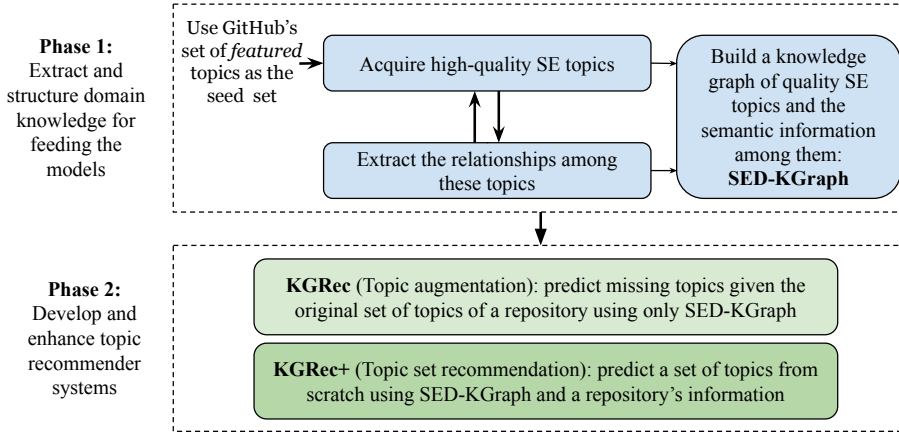 Phase 1:
Extract and
structure domain
knowledge for
feeding the
models
Use GitHub's
set of featured
topics as the
seed set
Acquire high-quality SE topics
Extract the relationships among
these topics
Build a knowledge
graph of quality SE
topics and the
semantic information
among them:
SED-KGraph
Phase 2:
Develop and
enhance topic
recommender
systems
KGRec (Topic augmentation): predict missing topics given the
original set of topics of a repository using only SED-KGraph
KGRec+ (Topic set recommendation): predict a set of topics from
scratch using SED-KGraph and a repository's information